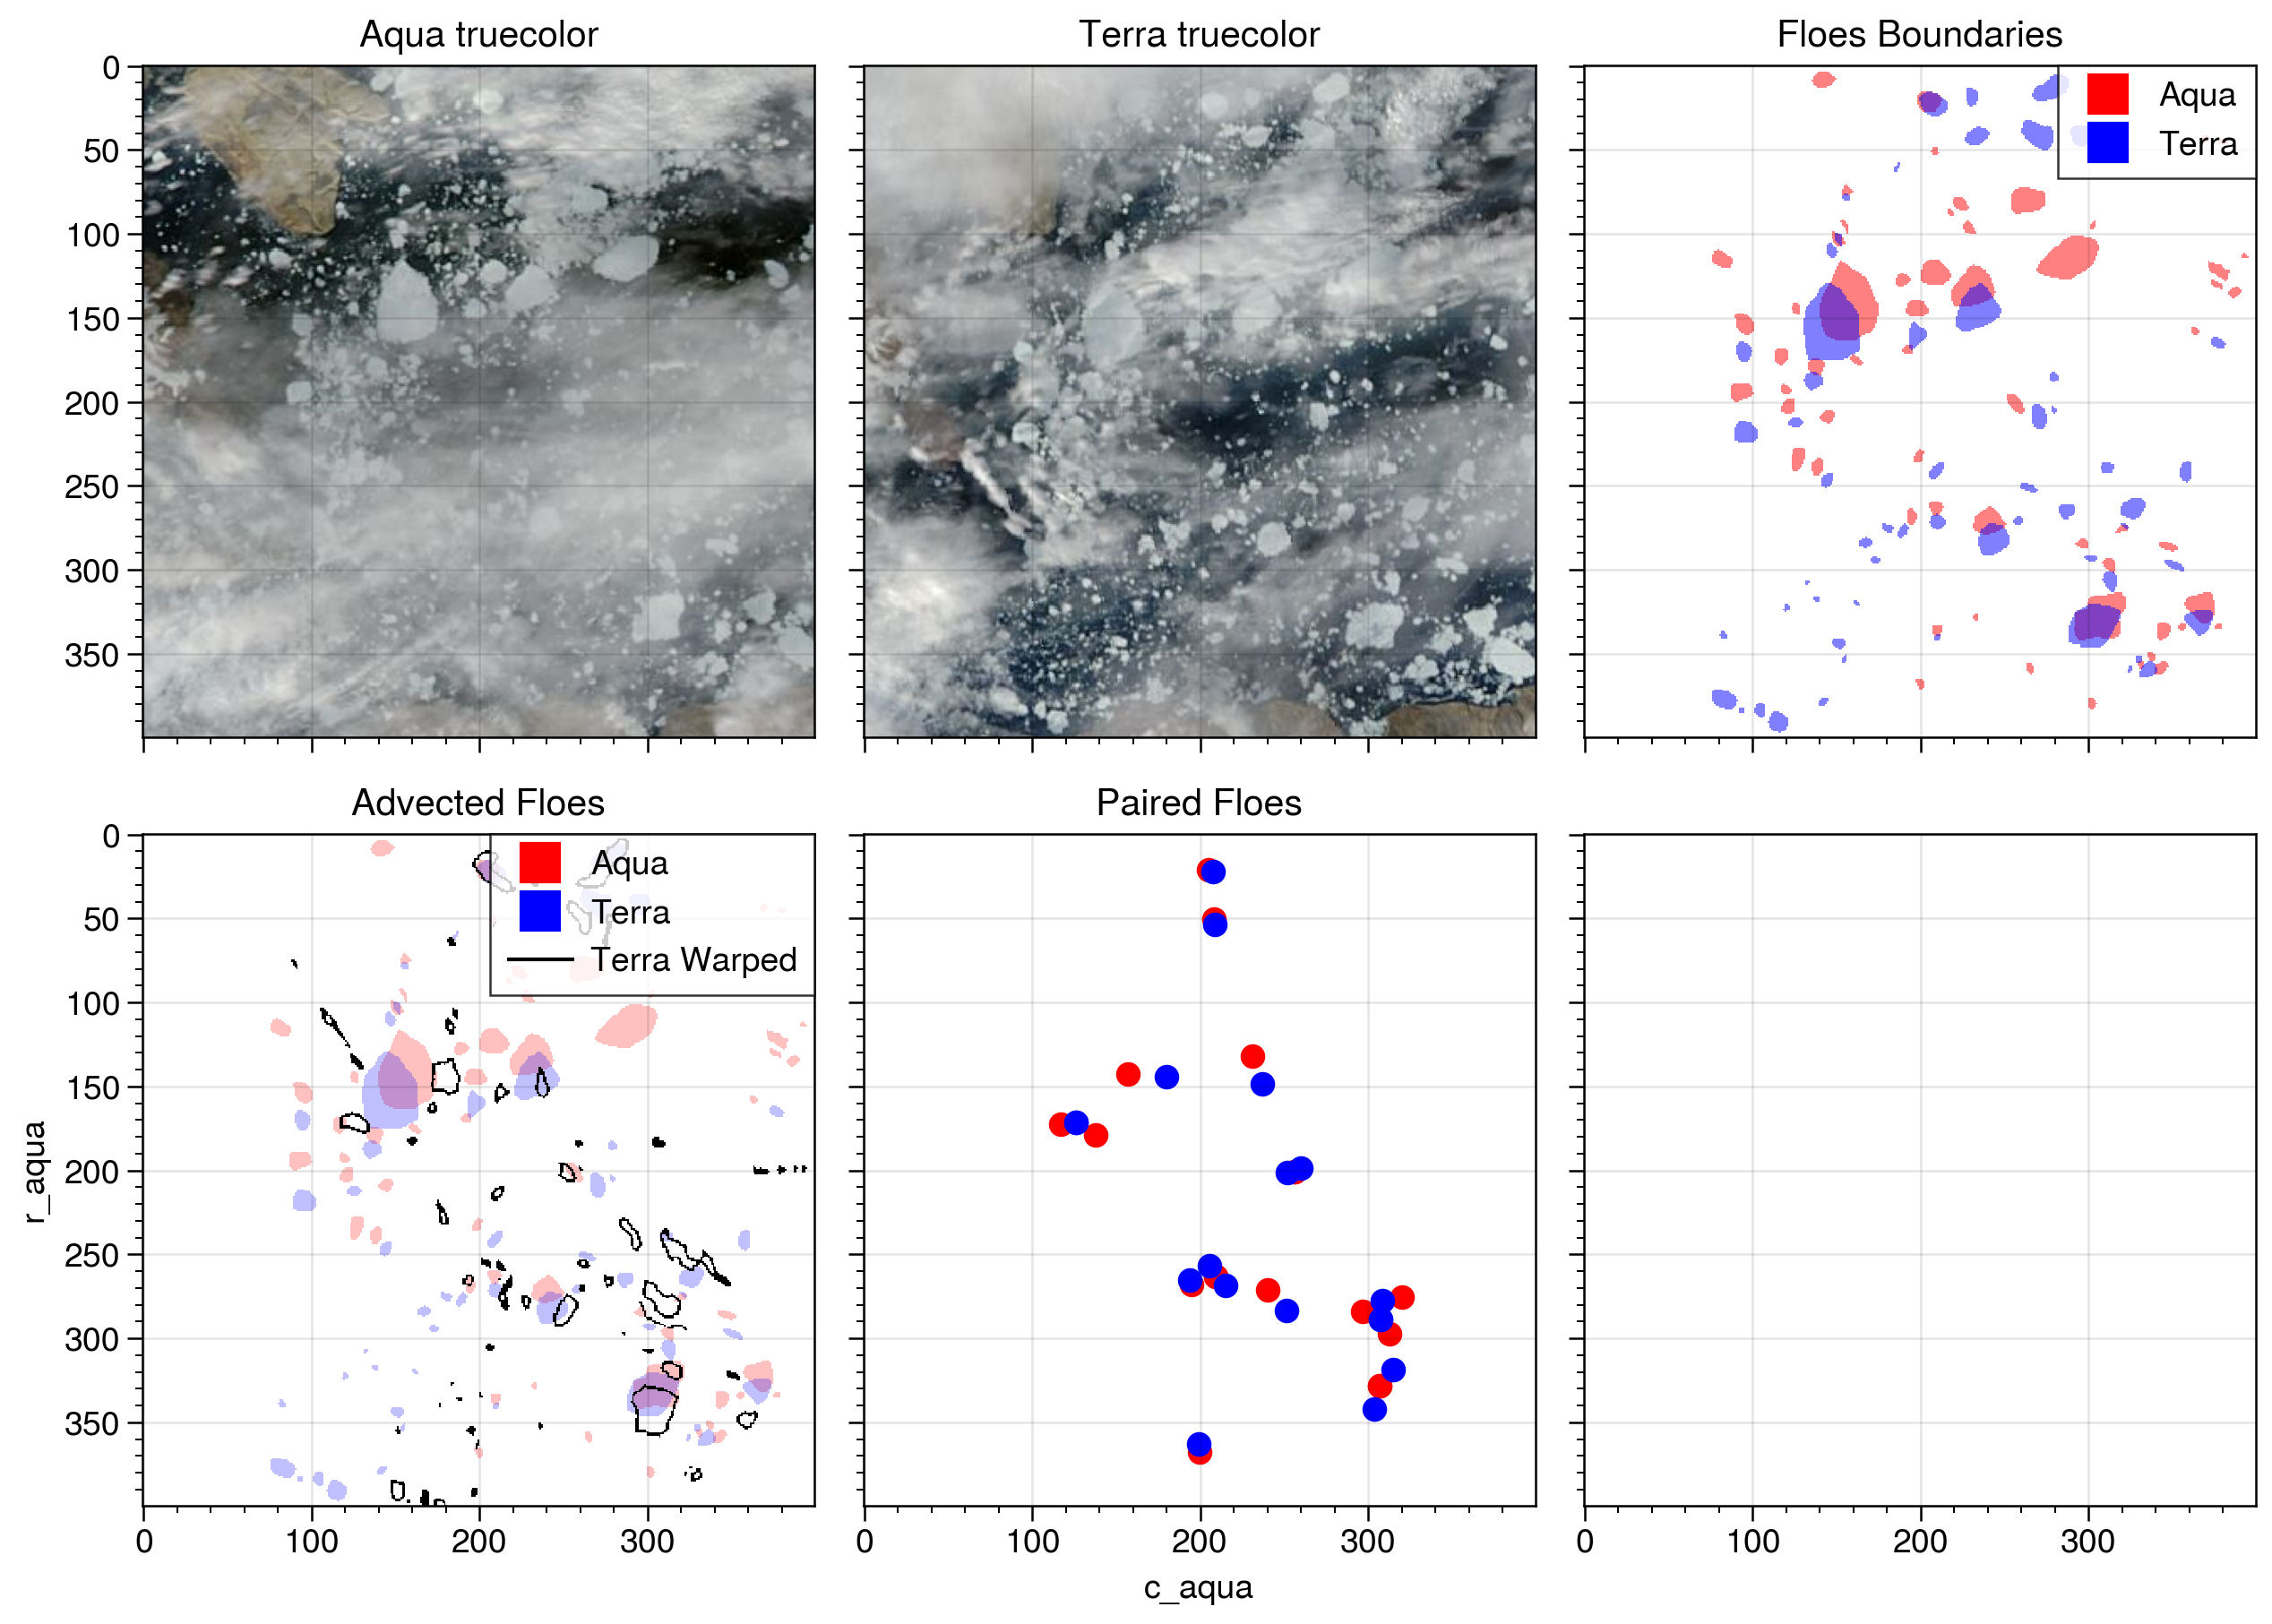 Aqua truecolor
Terra truecolor
Floes Boundaries
0
50
100
150
200
250
300
350
Aqua
Terra
Advected Floes
Paired Floes
0
50
100
150
200
250
300
350
r_aqua
Aqua
Terra
Terra Warped
0 100 200 300
0 100 200 300
0 100 200 300
c_aqua